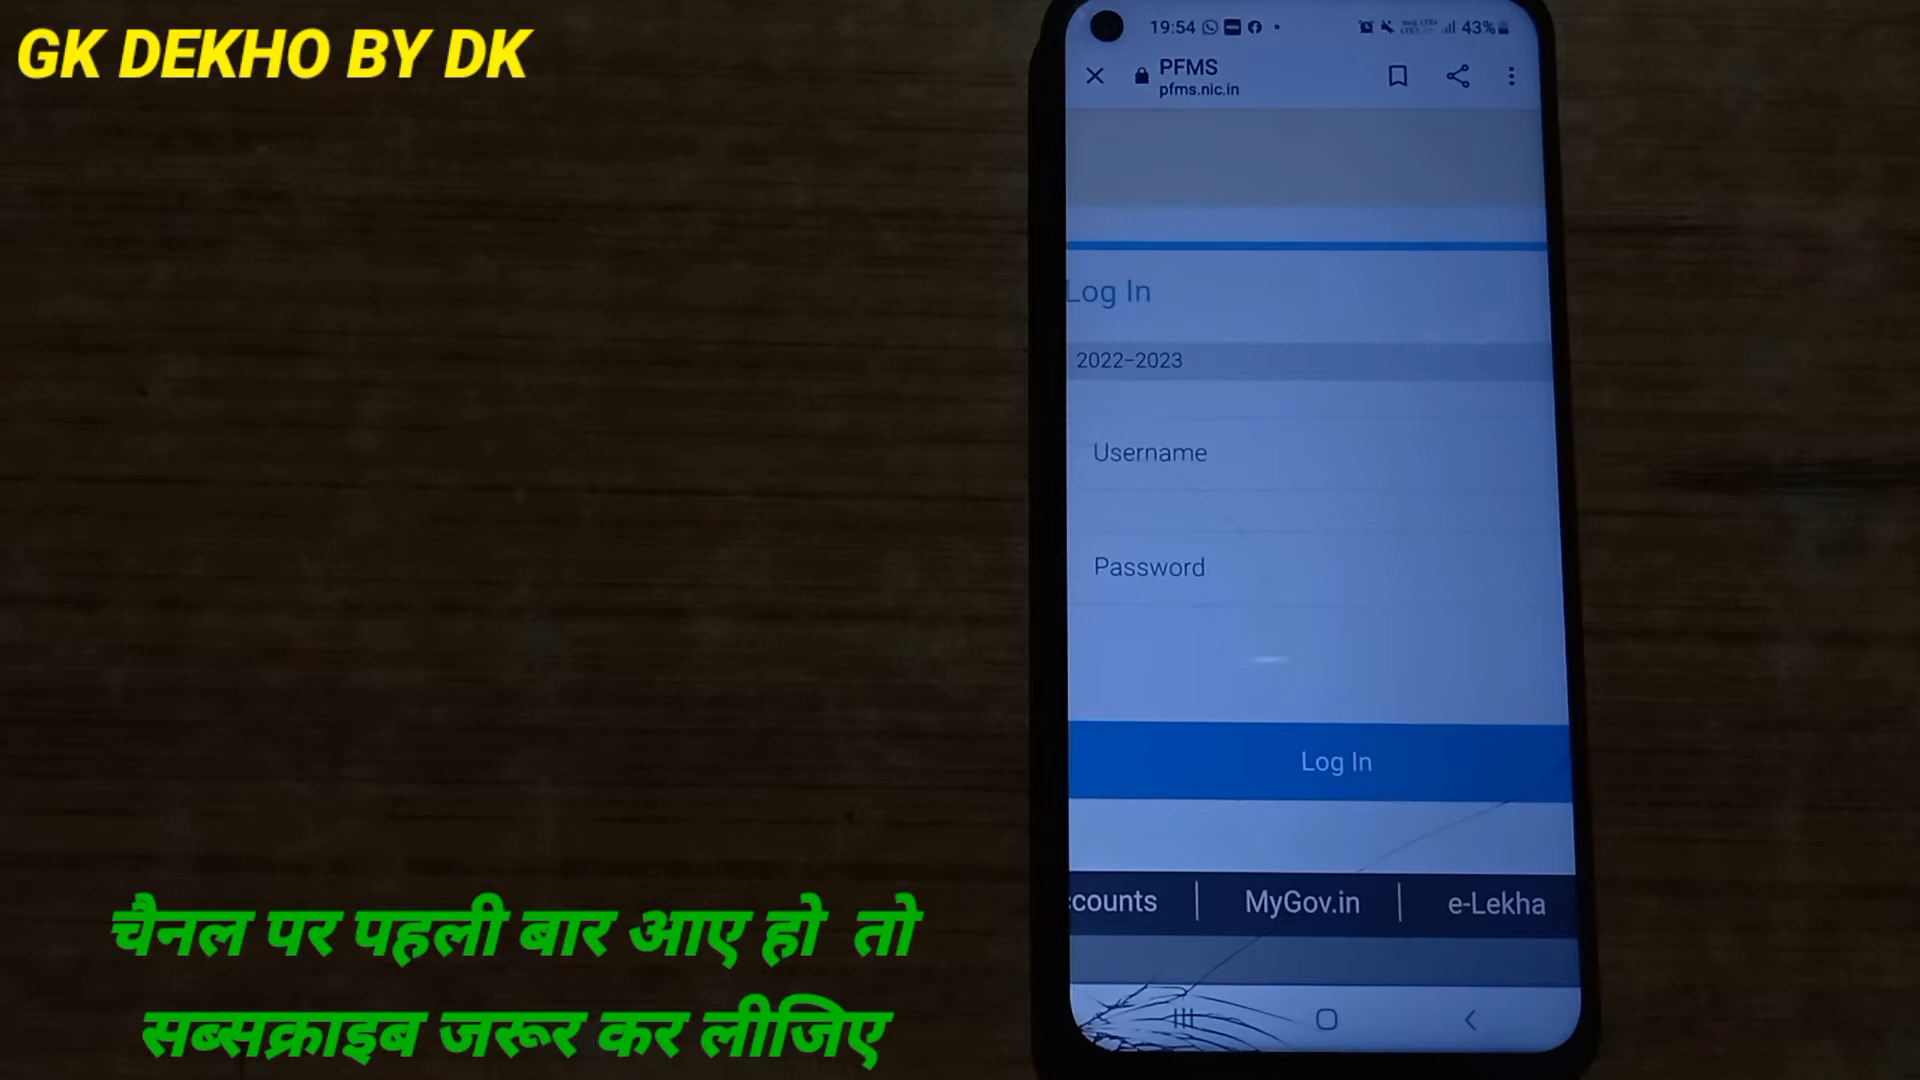 GK DEKHO BY DK
19:54 43%
PFMS
pfms.nic.in
Log In
2022-2023
Username
Password
Log In
counts | MyGov.in | e-Lekha
चैनल पर पहली बार आए हो तो
सब्सक्राइब जरूर कर लीजिए